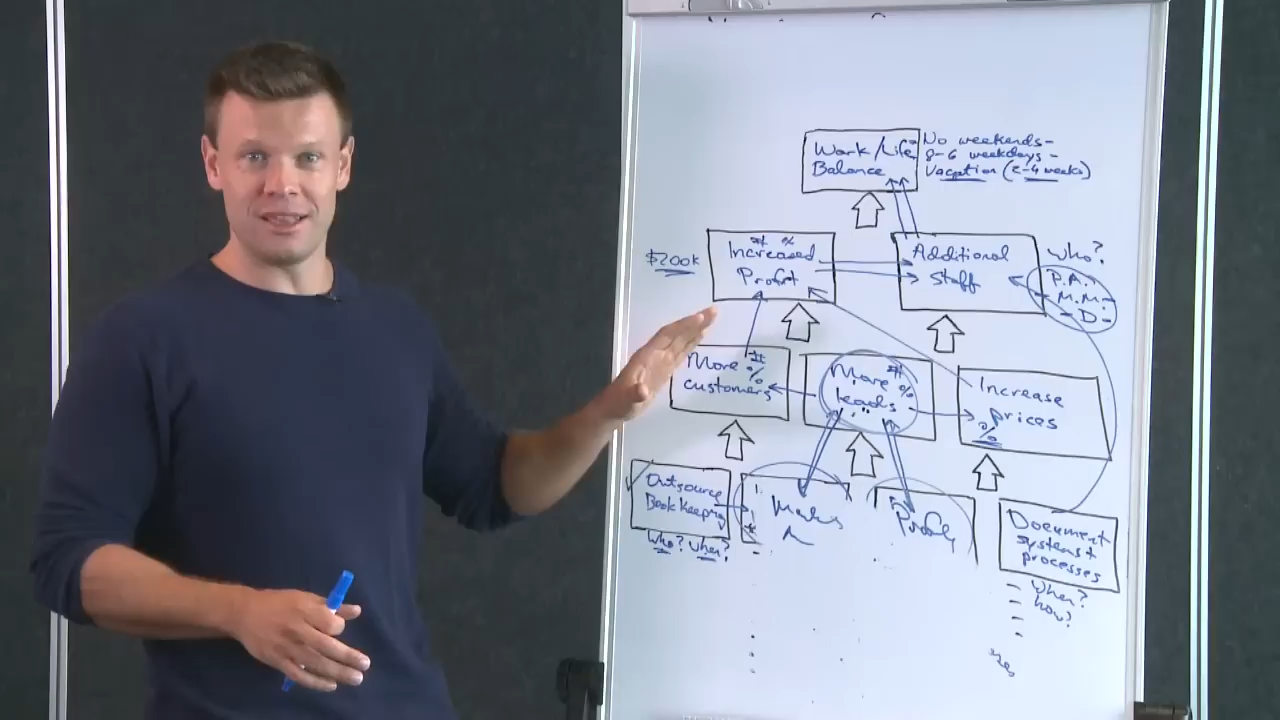 Work/Life
Balance
No weekends-
8-6 weekdays-
Vacation (2-4 weeks)
$200k
# %
Increased
Profit
Additional
Staff
Who?
P.A.-
- M.M.-
- D -
More #
%
customers
More #
%
leads
Increase
prices
%
Outsource
Book keeping
Who? When?
1.
Document
systems +
processes
- When?
- how?
-
-